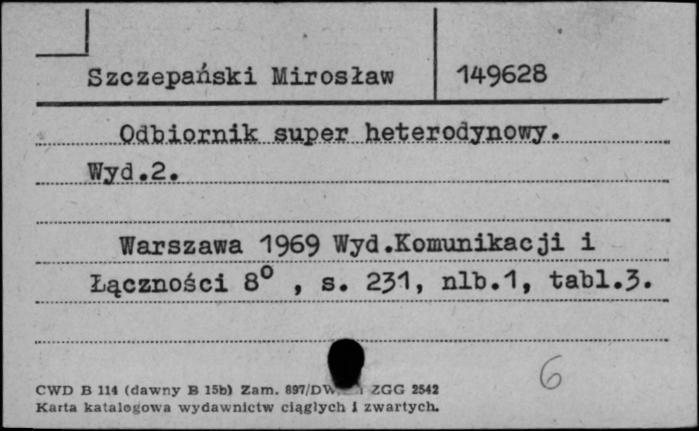 Szczepański Mirosław 149628
Odbiornik super heterodynowy.
Wyd.2.
Warszawa 1969 Wyd.Komunikacji i
Łączności 8° , s. 231, nlb.1, tabl.3.
6
CWD B 114 (dawny B 15b) Zam. 897/DW ZGG 2542
Karta katalogowa wydawnictw ciągłych i zwartych.